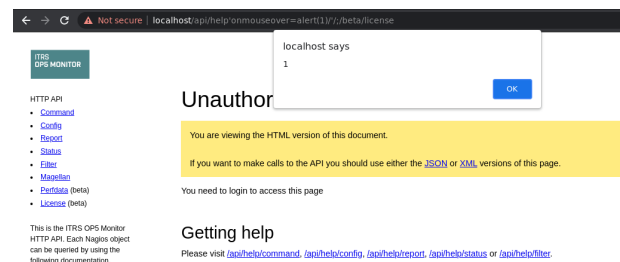 Not secure | localhost/api/help'onmouseover=alert(1)/'/;/beta/license
localhost says
1
OK
ITRS
OP5 MONITOR
HTTP API
Command
Config
Report
Status
Filter
Magellan
Perfdata (beta)
License (beta)
This is the ITRS OP5 Monitor
HTTP API. Each Nagios object
can be queried by using the
following documentation
Unauthor
You are viewing the HTML version of this document.
If you want to make calls to the API you should use either the JSON or XML versions of this page.
You need to login to access this page
Getting help
Please visit /api/help/command, /api/help/config, /api/help/report, /api/help/status or /api/help/filter.